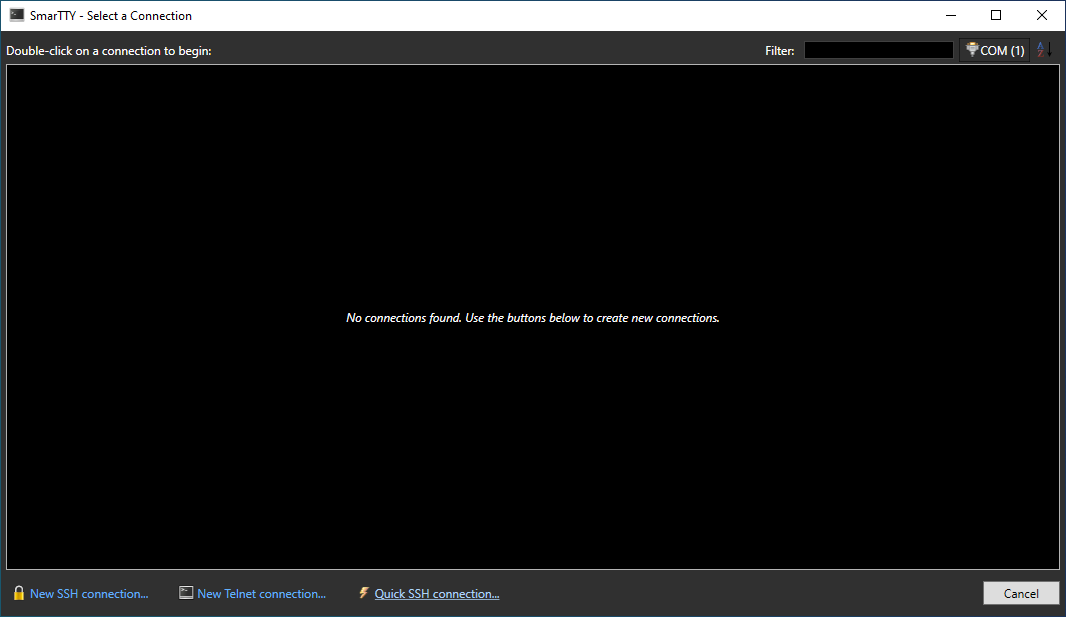 SmarTTY - Select a Connection
Double-click on a connection to begin:
Filter:
COM (1)
No connections found. Use the buttons below to create new connections.
New SSH connection...
New Telnet connection...
Quick SSH connection...
Cancel